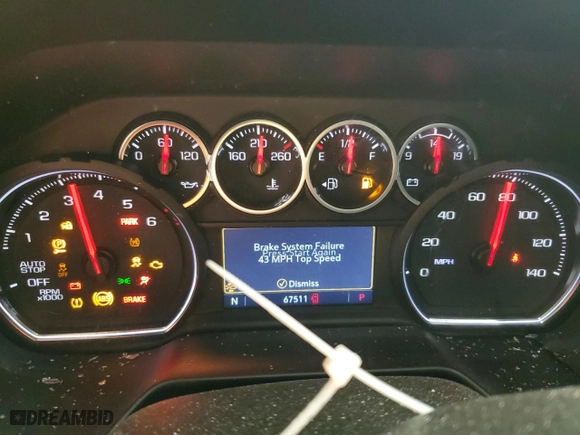 60
0 120
210
160 260
1/2
E F
14
9 19
3
2 4
1 5
PARK 6
AUTO
STOP
OFF
RPM
x1000
ABS BRAKE
Brake System Failure
Start Again
43 MPH Top Speed
Dismiss
N 67511 P
60 80 100
40 120
20
0 MPH 140
DREAMBID